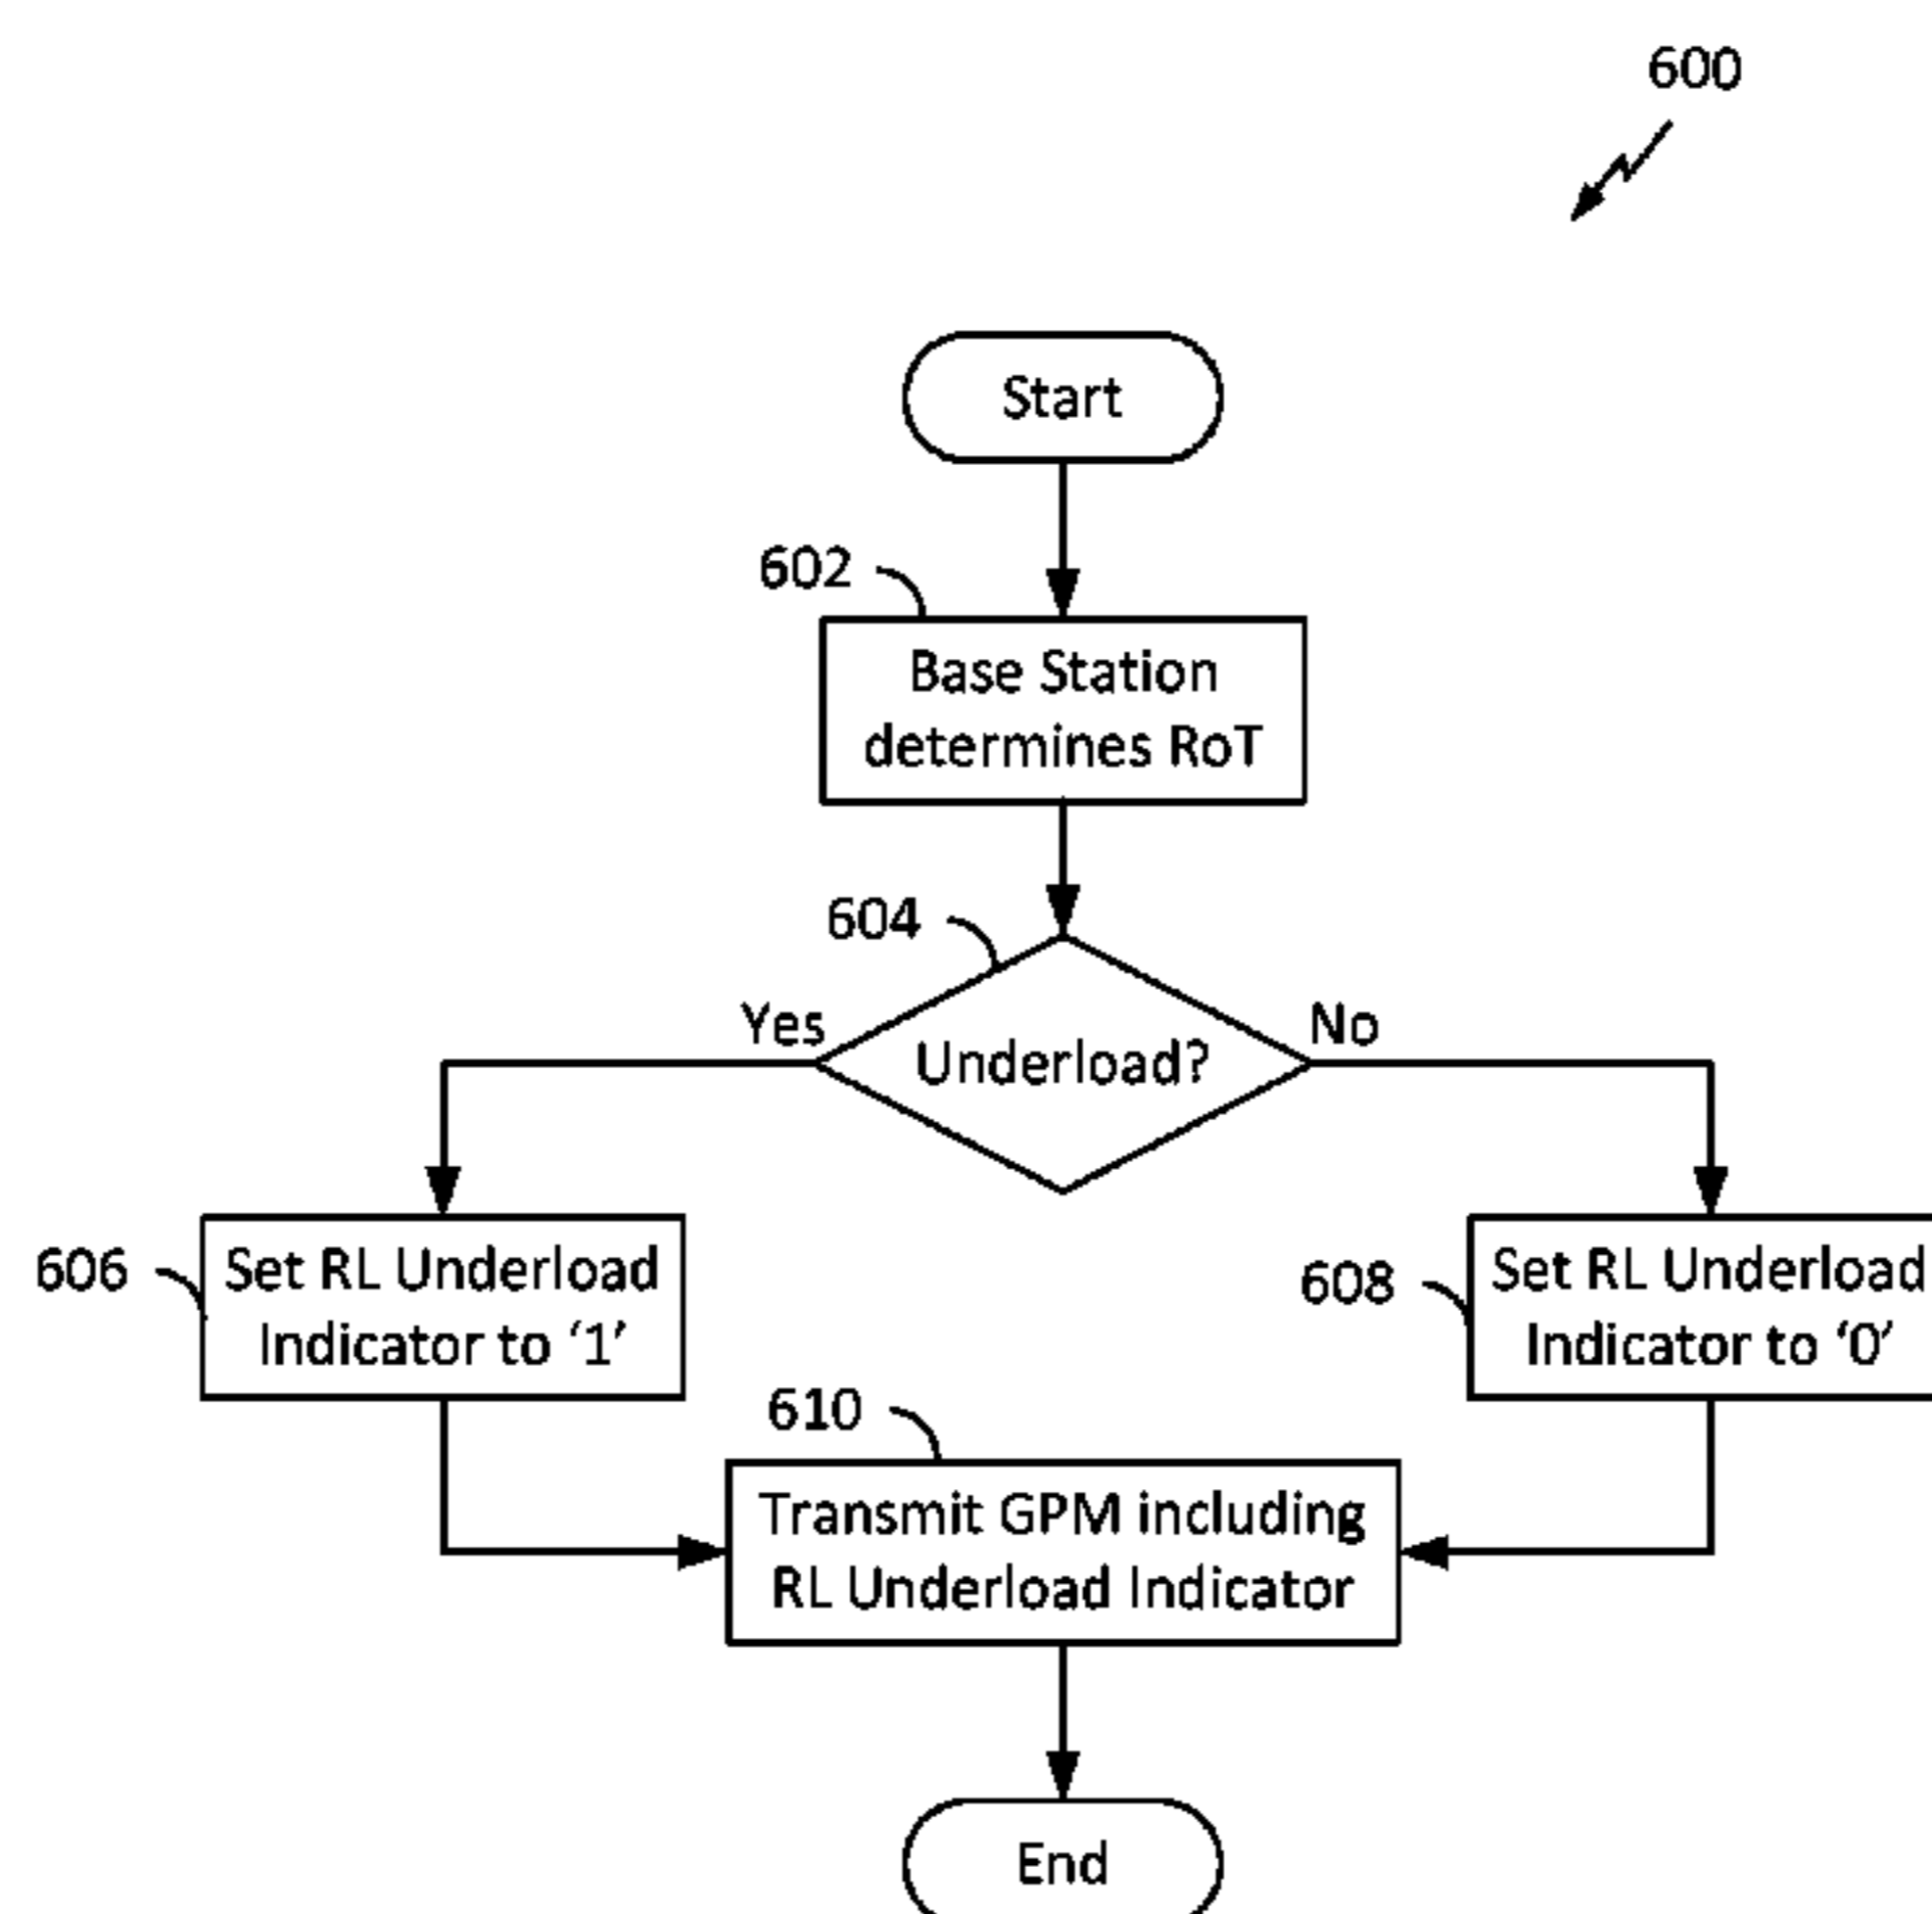 600
Start
602
Base Station
determines RoT
604
Yes
No
Underload?
606
Set RL Underload
Indicator to ‘1’
608
Set RL Underload
Indicator to ‘0’
610
Transmit GPM including
RL Underload Indicator
End